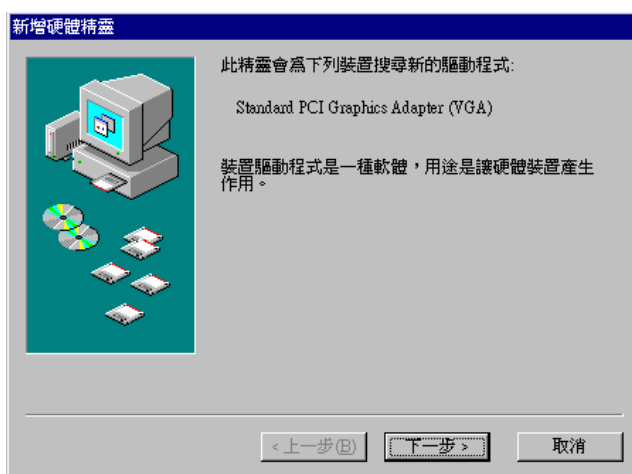 新增硬體精靈
此精靈會為下列裝置搜尋新的驅動程式:
Standard PCI Graphics Adapter (VGA)
裝置驅動程式是一種軟體，用途是讓硬體裝置產生
作用。
<上一步(B)
下一步 >
取消